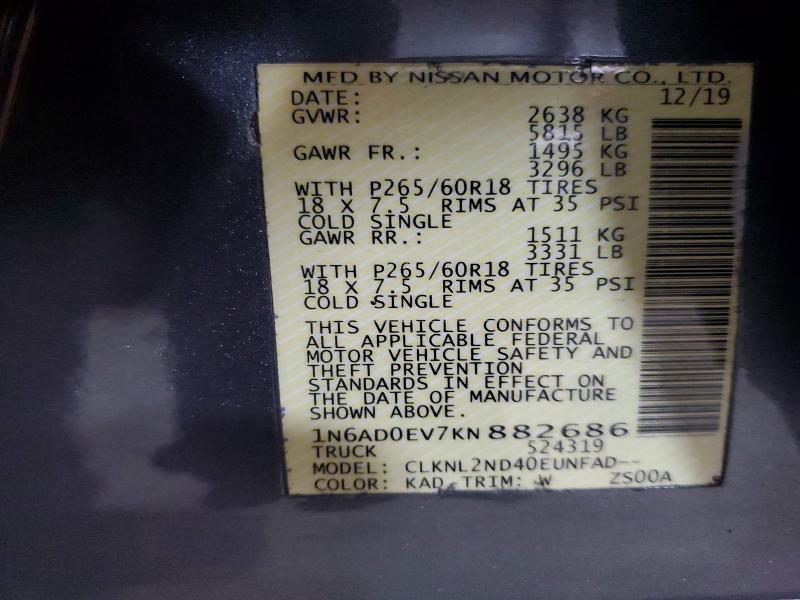 MFD BY NISSAN MOTOR CO., LTD.
DATE: 12/19
GVWR: 2638 KG
5815 LB
GAWR FR.: 1495 KG
3296 LB
WITH P265/60R18 TIRES
18 X 7.5 RIMS AT 35 PSI
COLD SINGLE
GAWR RR.: 1511 KG
3331 LB
WITH P265/60R18 TIRES
18 X 7.5 RIMS AT 35 PSI
COLD SINGLE
THIS VEHICLE CONFORMS TO
ALL APPLICABLE FEDERAL
MOTOR VEHICLE SAFETY AND
THEFT PREVENTION
STANDARDS IN EFFECT ON
THE DATE OF MANUFACTURE
SHOWN ABOVE.
1N6AD0EV7KN882686
TRUCK 524319
MODEL: CLKNL2ND40EUNFAD--
COLOR: KAD TRIM: W ZS00A